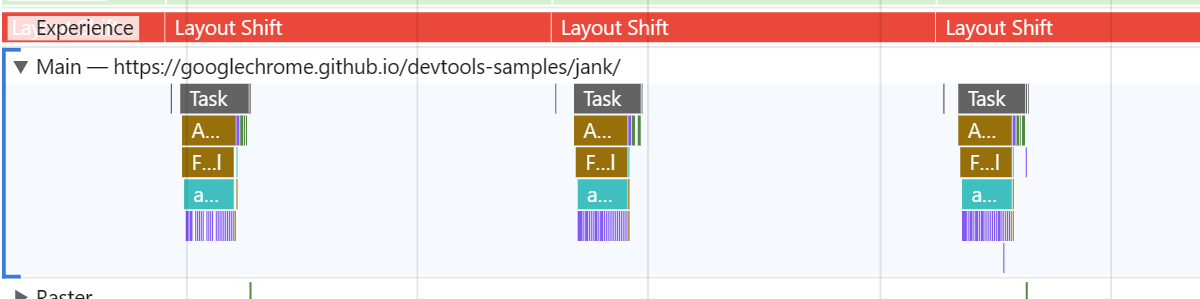 Experience Layout Shift Layout Shift Layout Shift
Main — https://googlechrome.github.io/devtools-samples/jank/
Task Task Task
A... A... A...
F...l F...l F...l
a... a... a...
Raster